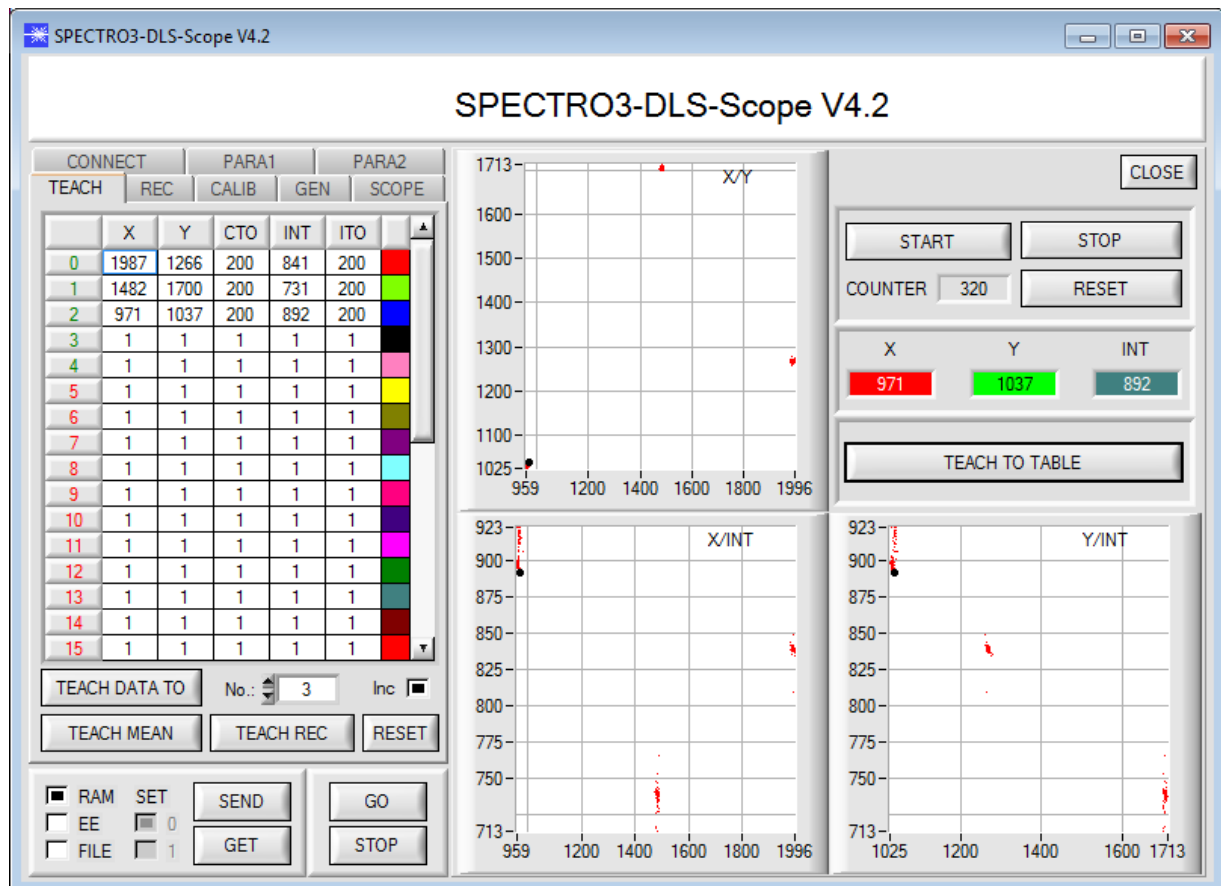 SPECTRO3-DLS-Scope V4.2
SPECTRO3-DLS-Scope V4.2
CONNECT PARA1 PARA2
TEACH REC CALIB GEN SCOPE
X Y CTO INT ITO
0 1987 1266 200 841 200
1 1482 1700 200 731 200
2 971 1037 200 892 200
3 1 1 1 1 1
4 1 1 1 1 1
5 1 1 1 1 1
6 1 1 1 1 1
7 1 1 1 1 1
8 1 1 1 1 1
9 1 1 1 1 1
10 1 1 1 1 1
11 1 1 1 1 1
12 1 1 1 1 1
13 1 1 1 1 1
14 1 1 1 1 1
15 1 1 1 1 1
TEACH DATA TO No.: 3 Inc
TEACH MEAN TEACH REC RESET
RAM SET SEND GO
EE 0
FILE 1 GET STOP
X/Y
1713
1600
1500
1400
1300
1200
1100
1025
959 1200 1400 1600 1800 1996
CLOSE
START STOP
COUNTER 320 RESET
X Y INT
971 1037 892
TEACH TO TABLE
X/INT
923
900
875
850
825
800
775
750
713
959 1200 1400 1600 1800 1996
Y/INT
923
900
875
850
825
800
775
750
713
1025 1200 1400 1600 1713